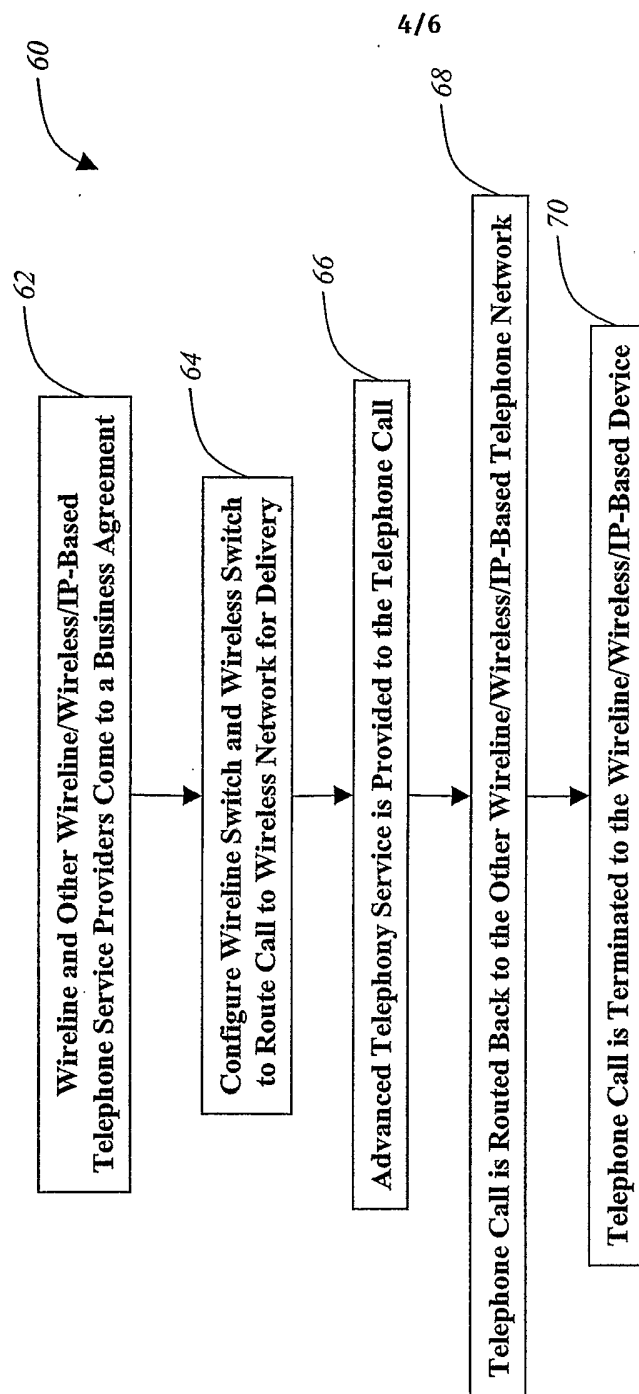 4/6
60
62
Wireline and Other Wireline/Wireless/IP-Based
Telephone Service Providers Come to a Business Agreement
64
Configure Wireline Switch and Wireless Switch
to Route Call to Wireless Network for Delivery
66
Advanced Telephony Service is Provided to the Telephone Call
68
Telephone Call is Routed Back to the Other Wireline/Wireless/IP-Based Telephone Network
70
Telephone Call is Terminated to the Wireline/Wireless/IP-Based Device